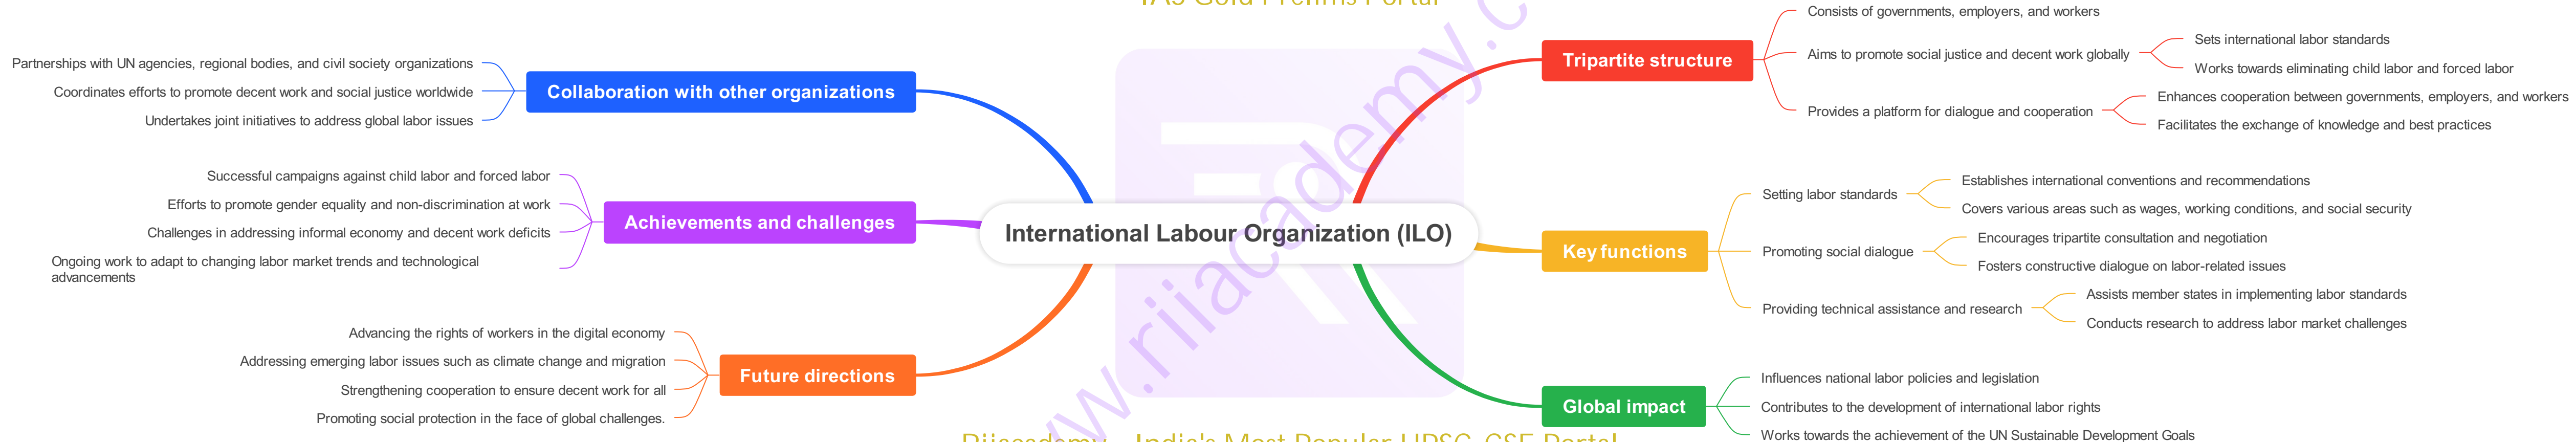 IAS Gold Prelims Portal
International Labour Organization (ILO)
Tripartite structure
Consists of governments, employers, and workers
Aims to promote social justice and decent work globally
Sets international labor standards
Works towards eliminating child labor and forced labor
Provides a platform for dialogue and cooperation
Enhances cooperation between governments, employers, and workers
Facilitates the exchange of knowledge and best practices
Key functions
Setting labor standards
Establishes international conventions and recommendations
Covers various areas such as wages, working conditions, and social security
Promoting social dialogue
Encourages tripartite consultation and negotiation
Fosters constructive dialogue on labor-related issues
Providing technical assistance and research
Assists member states in implementing labor standards
Conducts research to address labor market challenges
Global impact
Influences national labor policies and legislation
Contributes to the development of international labor rights
Works towards the achievement of the UN Sustainable Development Goals
Collaboration with other organizations
Partnerships with UN agencies, regional bodies, and civil society organizations
Coordinates efforts to promote decent work and social justice worldwide
Undertakes joint initiatives to address global labor issues
Achievements and challenges
Successful campaigns against child labor and forced labor
Efforts to promote gender equality and non-discrimination at work
Challenges in addressing informal economy and decent work deficits
Ongoing work to adapt to changing labor market trends and technological
advancements
Future directions
Advancing the rights of workers in the digital economy
Addressing emerging labor issues such as climate change and migration
Strengthening cooperation to ensure decent work for all
Promoting social protection in the face of global challenges.
India's Most Popular UPSC CSE Portal